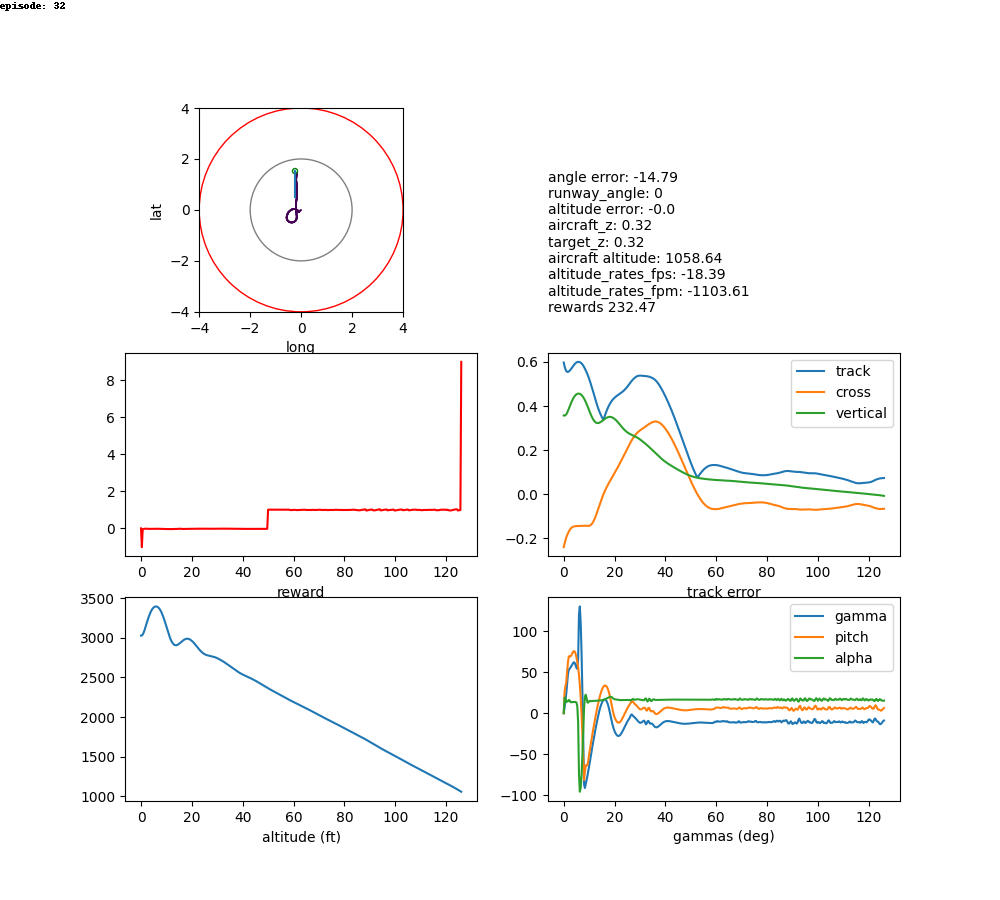 episode: 32
4
2
0
−2
−4
lat
−4 −2 0 2 4
long
angle error: -14.79
runway_angle: 0
altitude error: -0.0
aircraft_z: 0.32
target_z: 0.32
aircraft altitude: 1058.64
altitude_rates_fps: -18.39
altitude_rates_fpm: -1103.61
rewards 232.47
8
6
4
2
0
0 20 40 60 80 100 120
reward
0.6
0.4
0.2
0.0
−0.2
track
cross
vertical
0 20 40 60 80 100 120
track error
3500
3000
2500
2000
1500
1000
0 20 40 60 80 100 120
altitude (ft)
100
50
0
−50
−100
gamma
pitch
alpha
0 20 40 60 80 100 120
gammas (deg)